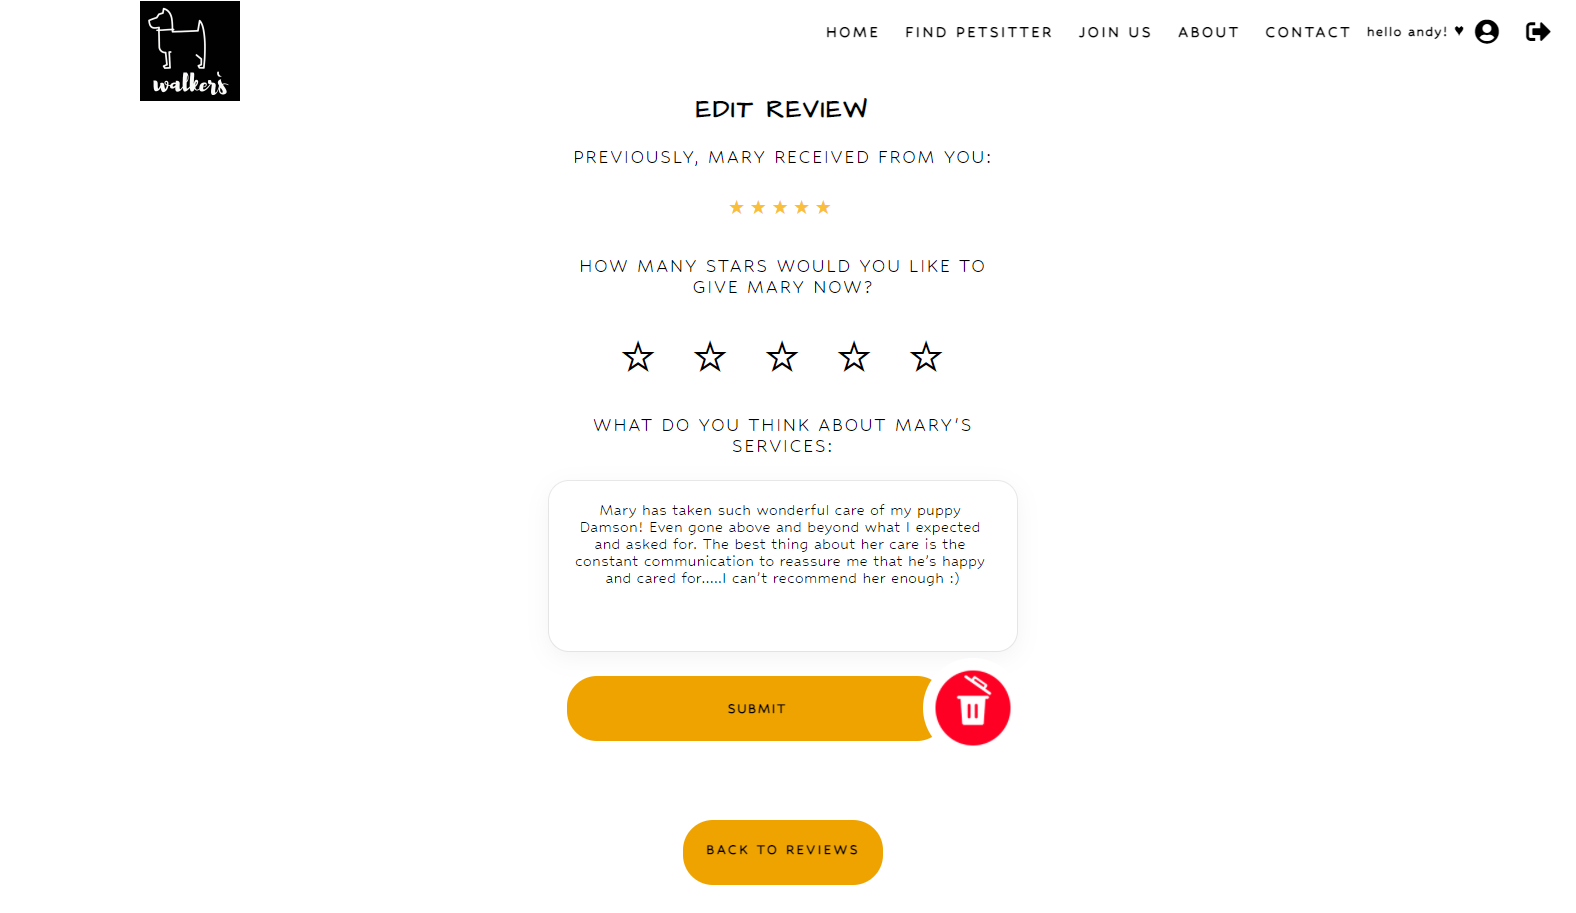 walker's
HOME FIND PETSITTER JOIN US ABOUT CONTACT hello andy! ♥
EDIT REVIEW
PREVIOUSLY, MARY RECEIVED FROM YOU:
★ ★ ★ ★ ★
HOW MANY STARS WOULD YOU LIKE TO
GIVE MARY NOW?
☆ ☆ ☆ ☆ ☆
WHAT DO YOU THINK ABOUT MARY'S
SERVICES:
Mary has taken such wonderful care of my puppy
Damson! Even gone above and beyond what I expected
and asked for. The best thing about her care is the
constant communication to reassure me that he's happy
and cared for.....I can't recommend her enough :)
SUBMIT
BACK TO REVIEWS